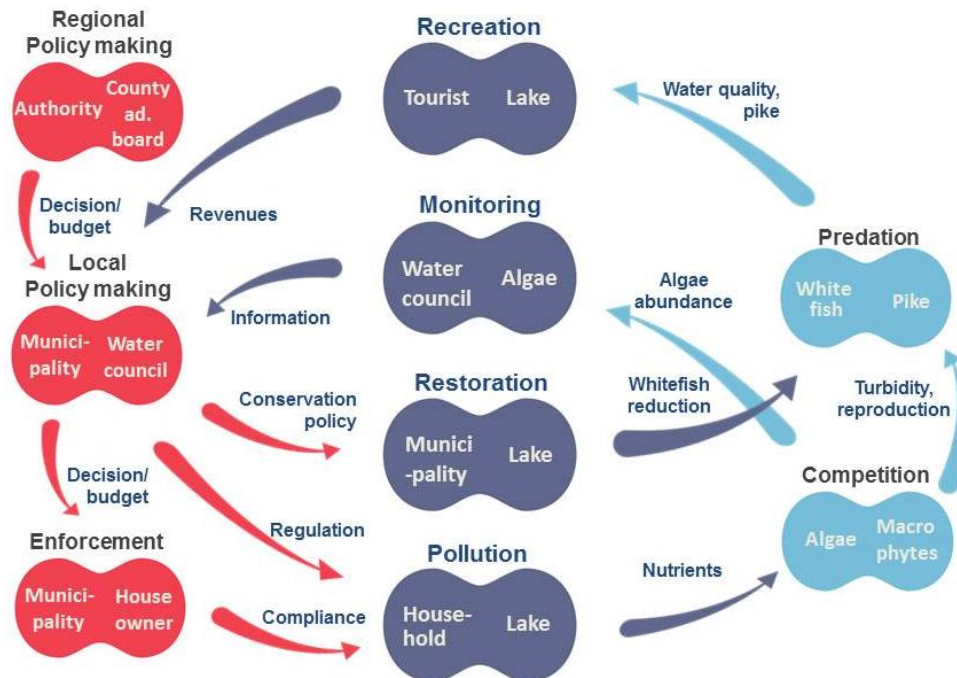 Regional
Policy making
Authority
County
ad.
board
Decision/
budget
Local
Policy making
Munici-
pality
Water
council
Decision/
budget
Enforcement
Munici-
pality
House
owner
Revenues
Information
Conservation
policy
Regulation
Compliance
Recreation
Tourist
Lake
Monitoring
Water
council
Algae
Restoration
Munici
-pality
Lake
Pollution
House-
hold
Lake
Water quality,
pike
Algae
abundance
Whitefish
reduction
Nutrients
Predation
White
fish
Pike
Turbidity,
reproduction
Competition
Algae
Macro
phytes